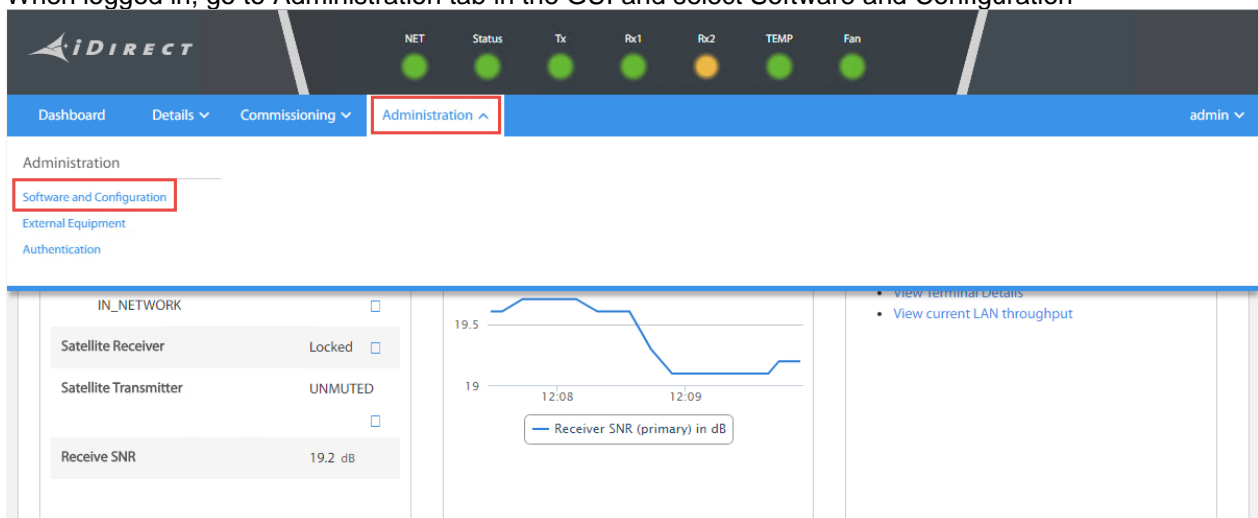 When logged in, go to Administration tab in the GUI and select Software and Configuration
iDIRECT
NET Status Tx Rx1 Rx2 TEMP Fan
Dashboard Details Commissioning Administration admin
Administration
Software and Configuration
External Equipment
Authentication
IN_NETWORK
Satellite Receiver Locked
Satellite Transmitter UNMUTED
Receive SNR 19.2 dB
19.5
19
12:08 12:09
Receiver SNR (primary) in dB
• View Terminal Details
• View current LAN throughput